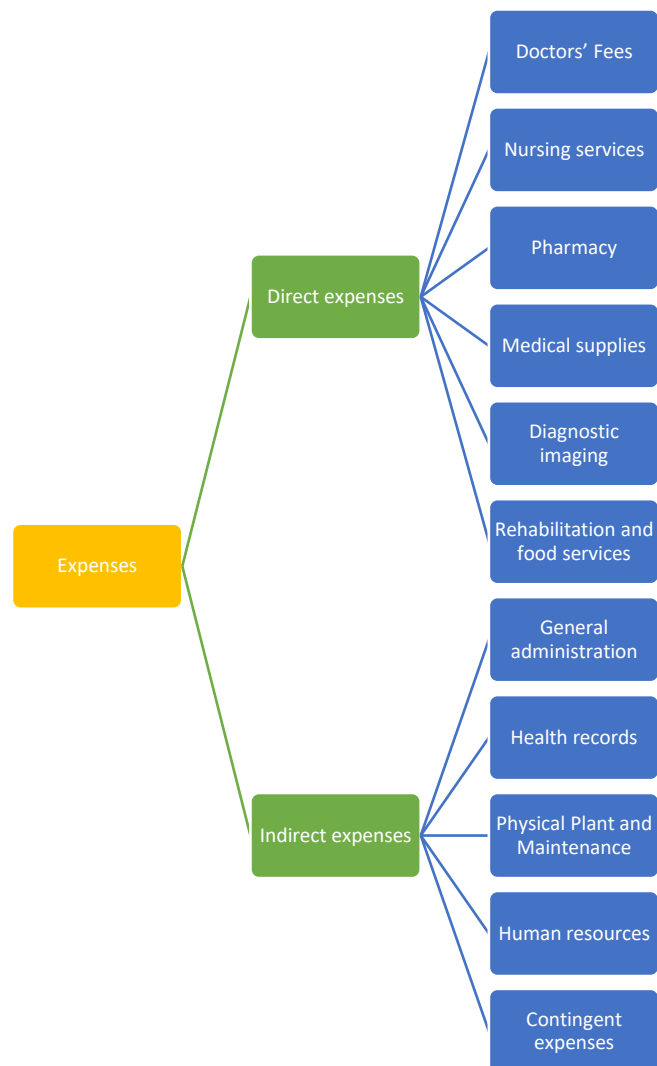 Doctors’ Fees
Nursing services
Pharmacy
Direct expenses
Medical supplies
Diagnostic
imaging
Rehabilitation and
food services
Expenses
General
administration
Health records
Indirect expenses
Physical Plant and
Maintenance
Human resources
Contingent
expenses